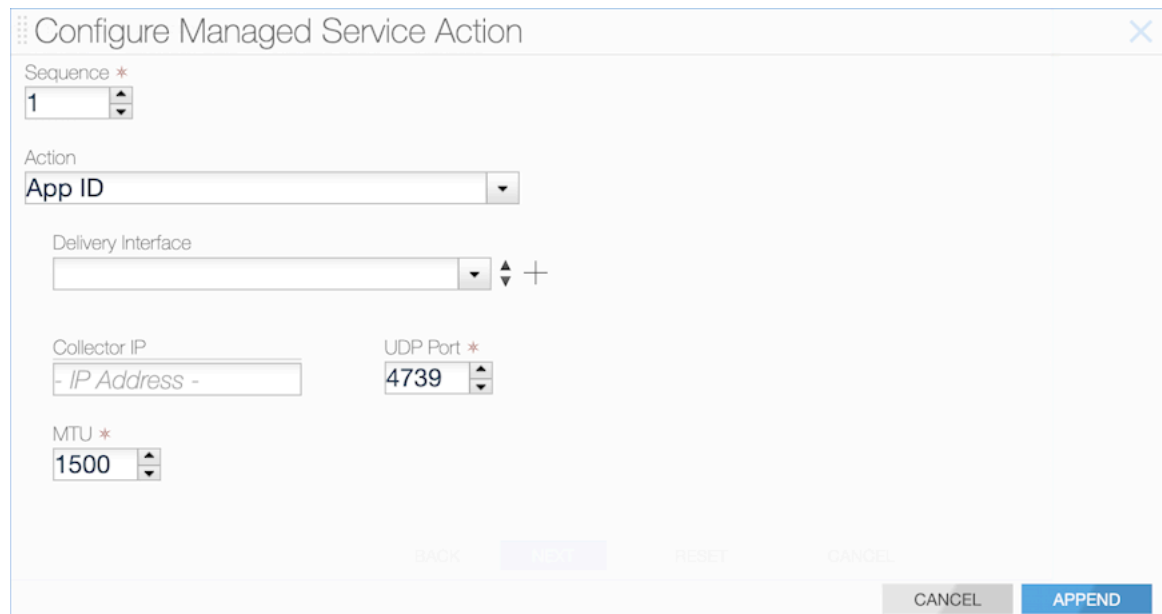 Configure Managed Service Action
Sequence *
1
Action
App ID
Delivery Interface
Collector IP UDP Port *
- IP Address - 4739
MTU *
1500
BACK NEXT RESET CANCEL
CANCEL APPEND